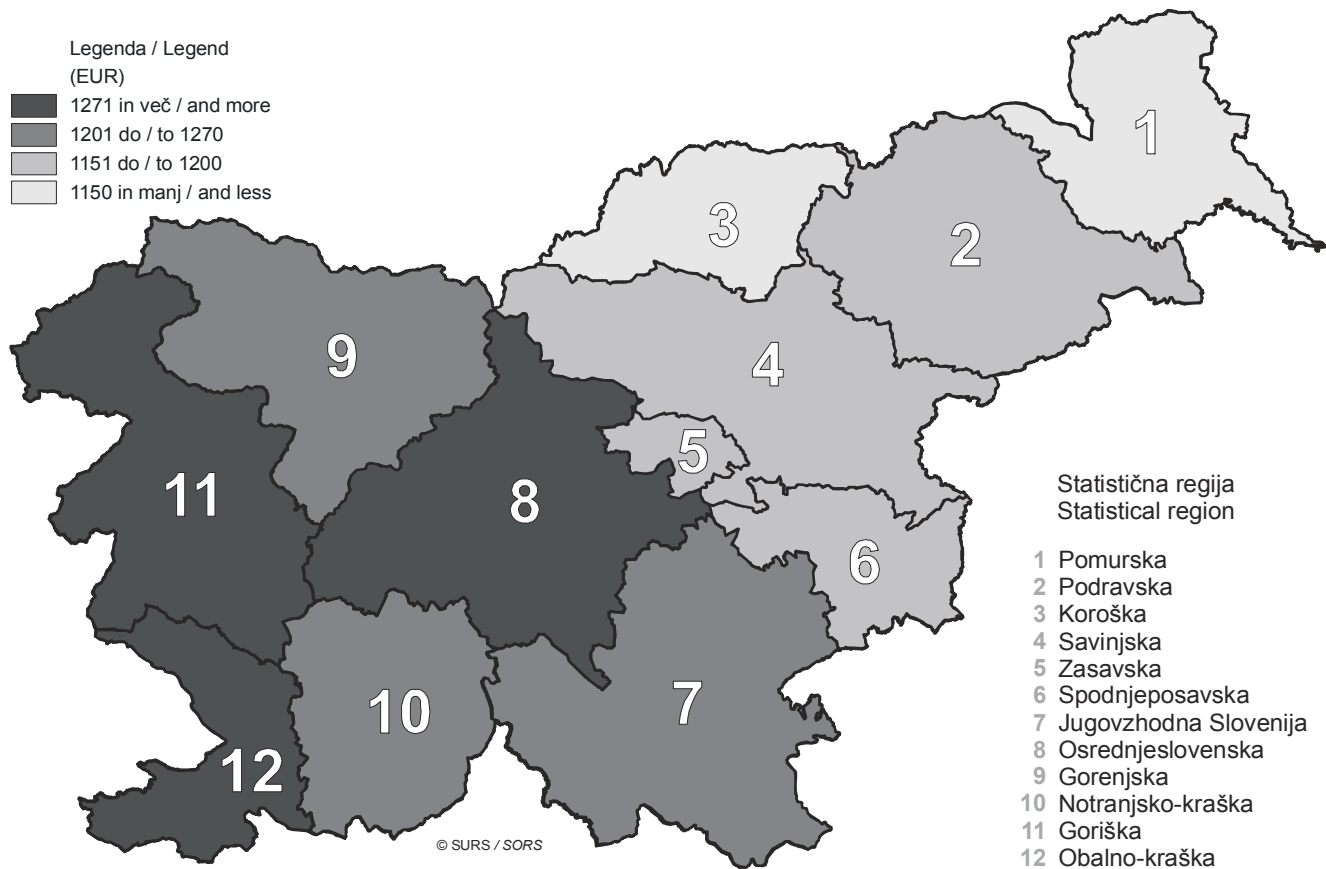 Legenda / Legend
(EUR)
1271 in več / and more
1201 do / to 1270
1151 do / to 1200
1150 in manj / and less
1
2
3
4
5
6
7
8
9
10
11
12
Statistična regija
Statistical region
1 Pomurska
2 Podravska
3 Koroška
4 Savinjska
5 Zasavska
6 Spodnjeposavska
7 Jugovzhodna Slovenija
8 Osrednjeslovenska
9 Gorenjska
10 Notranjsko-kraška
11 Goriška
12 Obalno-kraška
© SURS / SORS